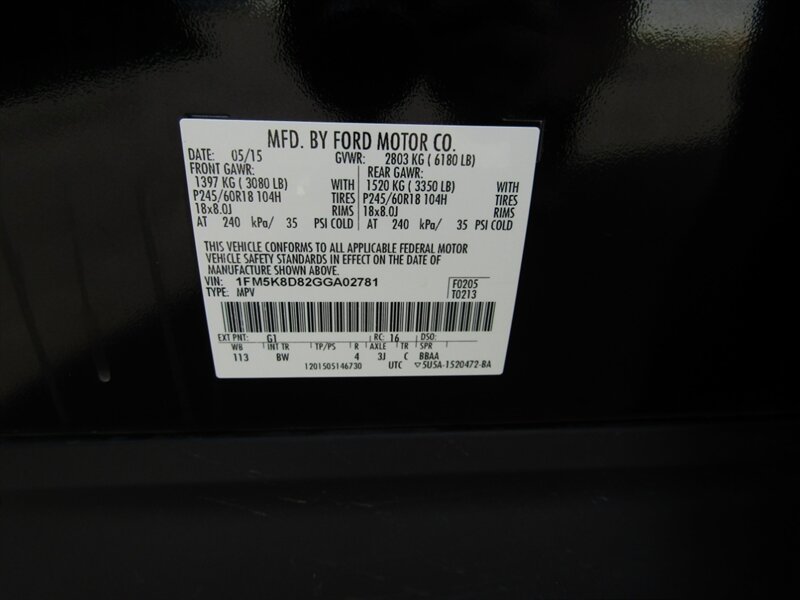 MFD. BY FORD MOTOR CO.
DATE: 05/15 GVWR: 2803 KG ( 6180 LB)
FRONT GAWR: REAR GAWR:
1397 KG ( 3080 LB) WITH 1520 KG ( 3350 LB) WITH
P245/60R18 104H TIRES P245/60R18 104H TIRES
18x8.0J RIMS 18x8.0J RIMS
AT 240 kPa/ 35 PSI COLD AT 240 kPa/ 35 PSI COLD
THIS VEHICLE CONFORMS TO ALL APPLICABLE FEDERAL MOTOR
VEHICLE SAFETY STANDARDS IN EFFECT ON THE DATE OF
MANUFACTURE SHOWN ABOVE.
VIN: 1FM5K8D82GGA02781 F0205
TYPE: MPV T0213
EXT PNT: G1 RC: 16 DSO:
WB INT TR TP/PS R AXLE TR SPR
113 BW 4 3J C BBAA
1201505146730 UTC ▽5U5A-1520472-BA